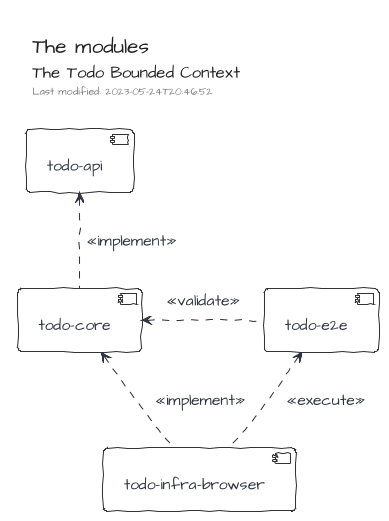 The modules
The Todo Bounded Context
Last modified: 2023-05-24T20:46:52
todo-api
«implement»
«validate»
todo-core
todo-e2e
«implement»
«execute»
todo-infra-browser